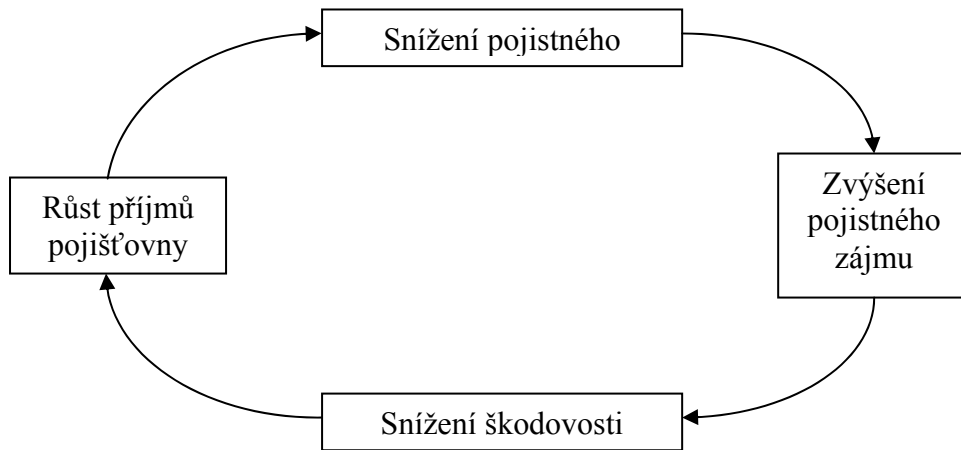 Snížení pojistného
Zvýšení
pojistného
zájmu
Růst příjmů
pojišťovny
Snížení škodovosti